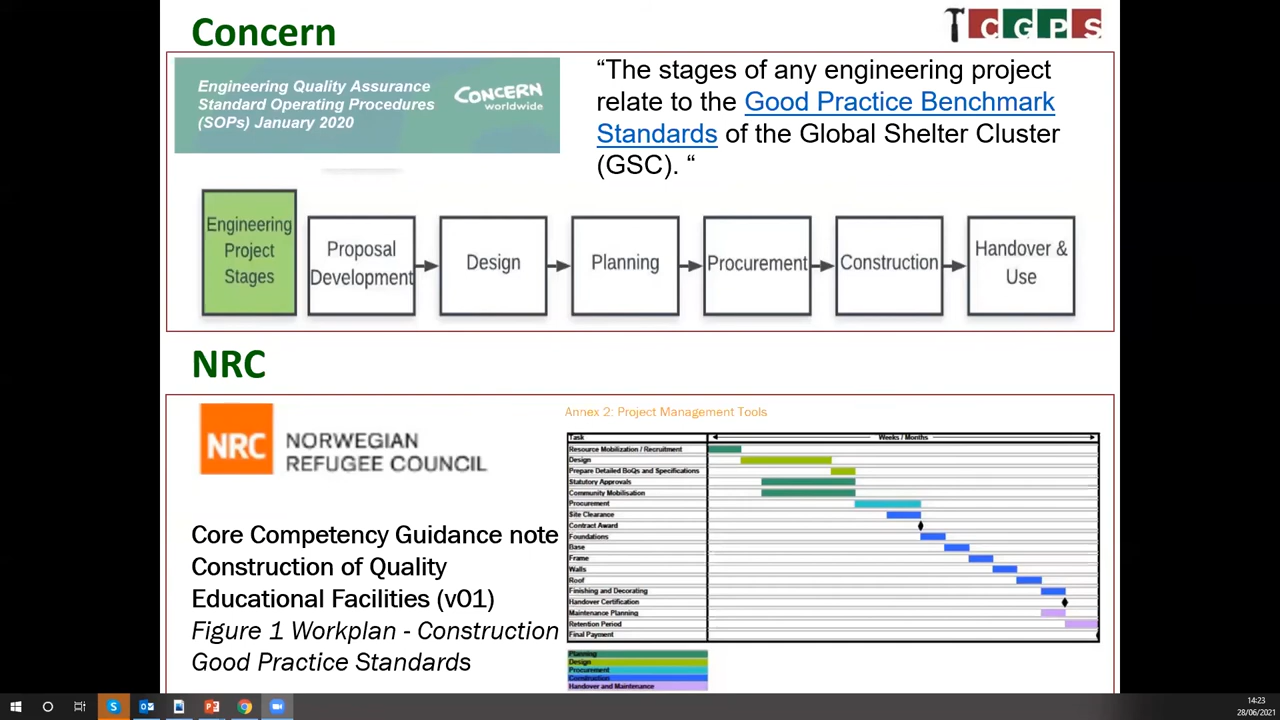 Concern
CGPS
Engineering Quality Assurance
Standard Operating Procedures
(SOPs) January 2020
CONCERN
worldwide
“The stages of any engineering project
relate to the Good Practice Benchmark
Standards of the Global Shelter Cluster
(GSC). “
Engineering
Project
Stages
Proposal
Development
Design
Planning
Procurement
Construction
Handover &
Use
NRC
NRC
NORWEGIAN
REFUGEE COUNCIL
Core Competency Guidance note
Construction of Quality
Educational Facilities (v01)
Figure 1 Workplan - Construction
Good Practice Standards
Annex 2: Project Management Tools
Task
Weeks / Months
Resource Mobilization / Recruitment
Design
Prepare Detailed BoQs and Specifications
Statutory Approvals
Community Mobilisation
Procurement
Site Clearance
Contract Award
Foundations
Base
Frame
Walls
Roof
Finishing and Decorating
Handover Certification
Maintenance Planning
Retention Period
Final Payment
Planning
Design
Procurement
Construction
Handover and Maintenance
14:23
28/06/2021